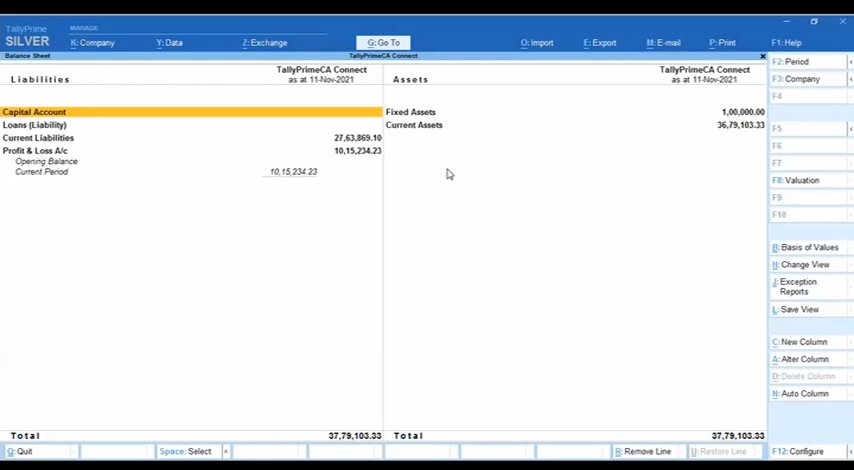 TallyPrime
SILVER
MANAGE
K: Company
Y: Data
Z: Exchange
G: Go To
O: Import
E: Export
M: E-mail
P: Print
F1: Help
Balance Sheet
TallyPrimeCA Connect
Liabilities
TallyPrimeCA Connect
as at 11-Nov-2021
Assets
TallyPrimeCA Connect
as at 11-Nov-2021
Capital Account
Loans (Liability)
Current Liabilities 27,63,869.10
Profit & Loss A/c 10,15,234.23
Opening Balance
Current Period 10,15,234.23
Fixed Assets 1,00,000.00
Current Assets 36,79,103.33
Total 37,79,103.33
Total 37,79,103.33
F2: Period
F3: Company
F4
F5
F6
F7
F8: Valuation
F9
F10
B: Basis of Values
H: Change View
J: Exception
Reports
L: Save View
C: New Column
A: Alter Column
D: Delete Column
N: Auto Column
Q: Quit
Space: Select
R: Remove Line
U: Restore Line
F12: Configure